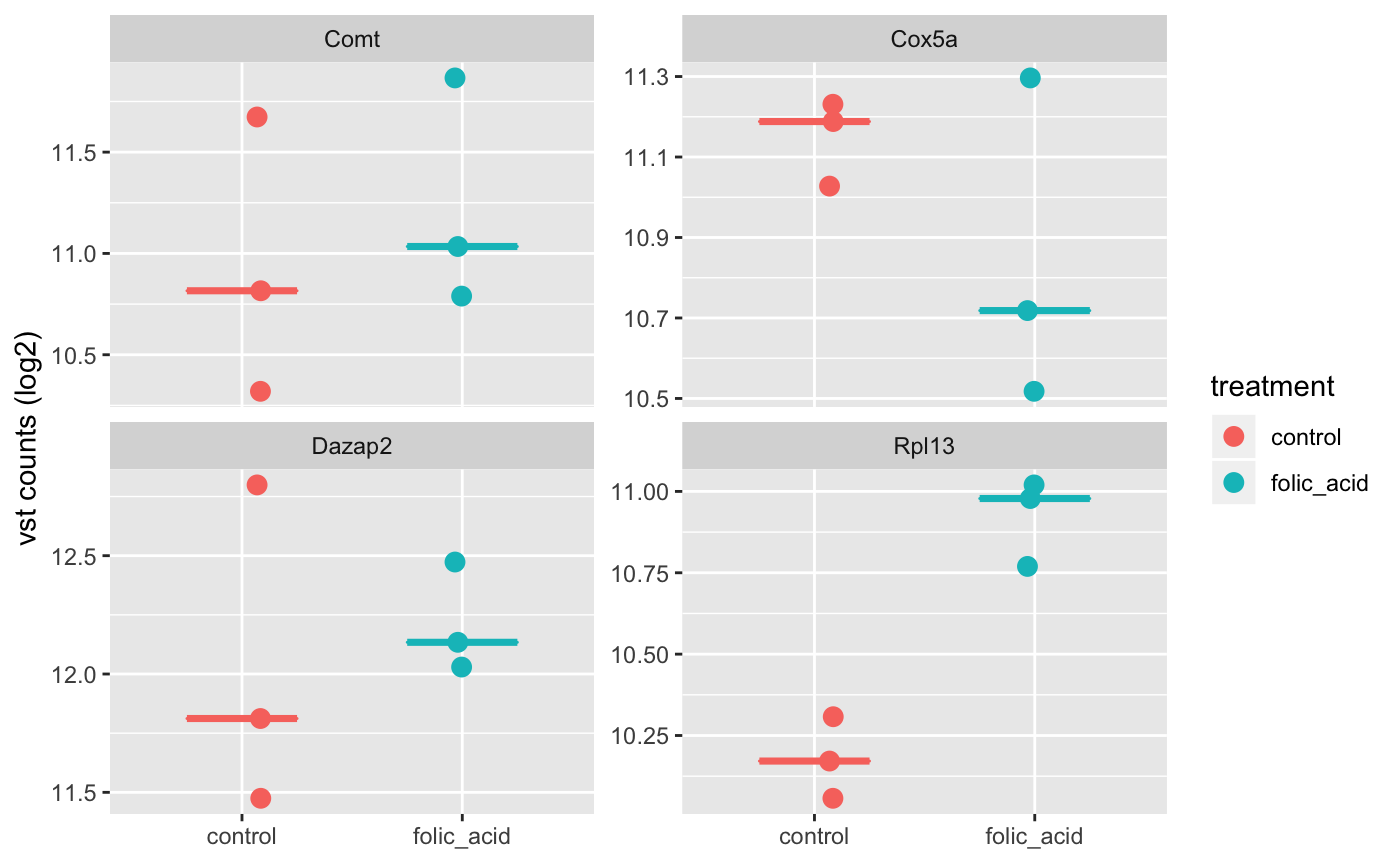 Comt
Cox5a
11.5
11.0
10.5
11.3
11.1
10.9
10.7
10.5
Dazap2
Rpl13
12.5
12.0
11.5
11.00
10.75
10.50
10.25
control
folic_acid
control
folic_acid
vst counts (log2)
treatment
control
folic_acid